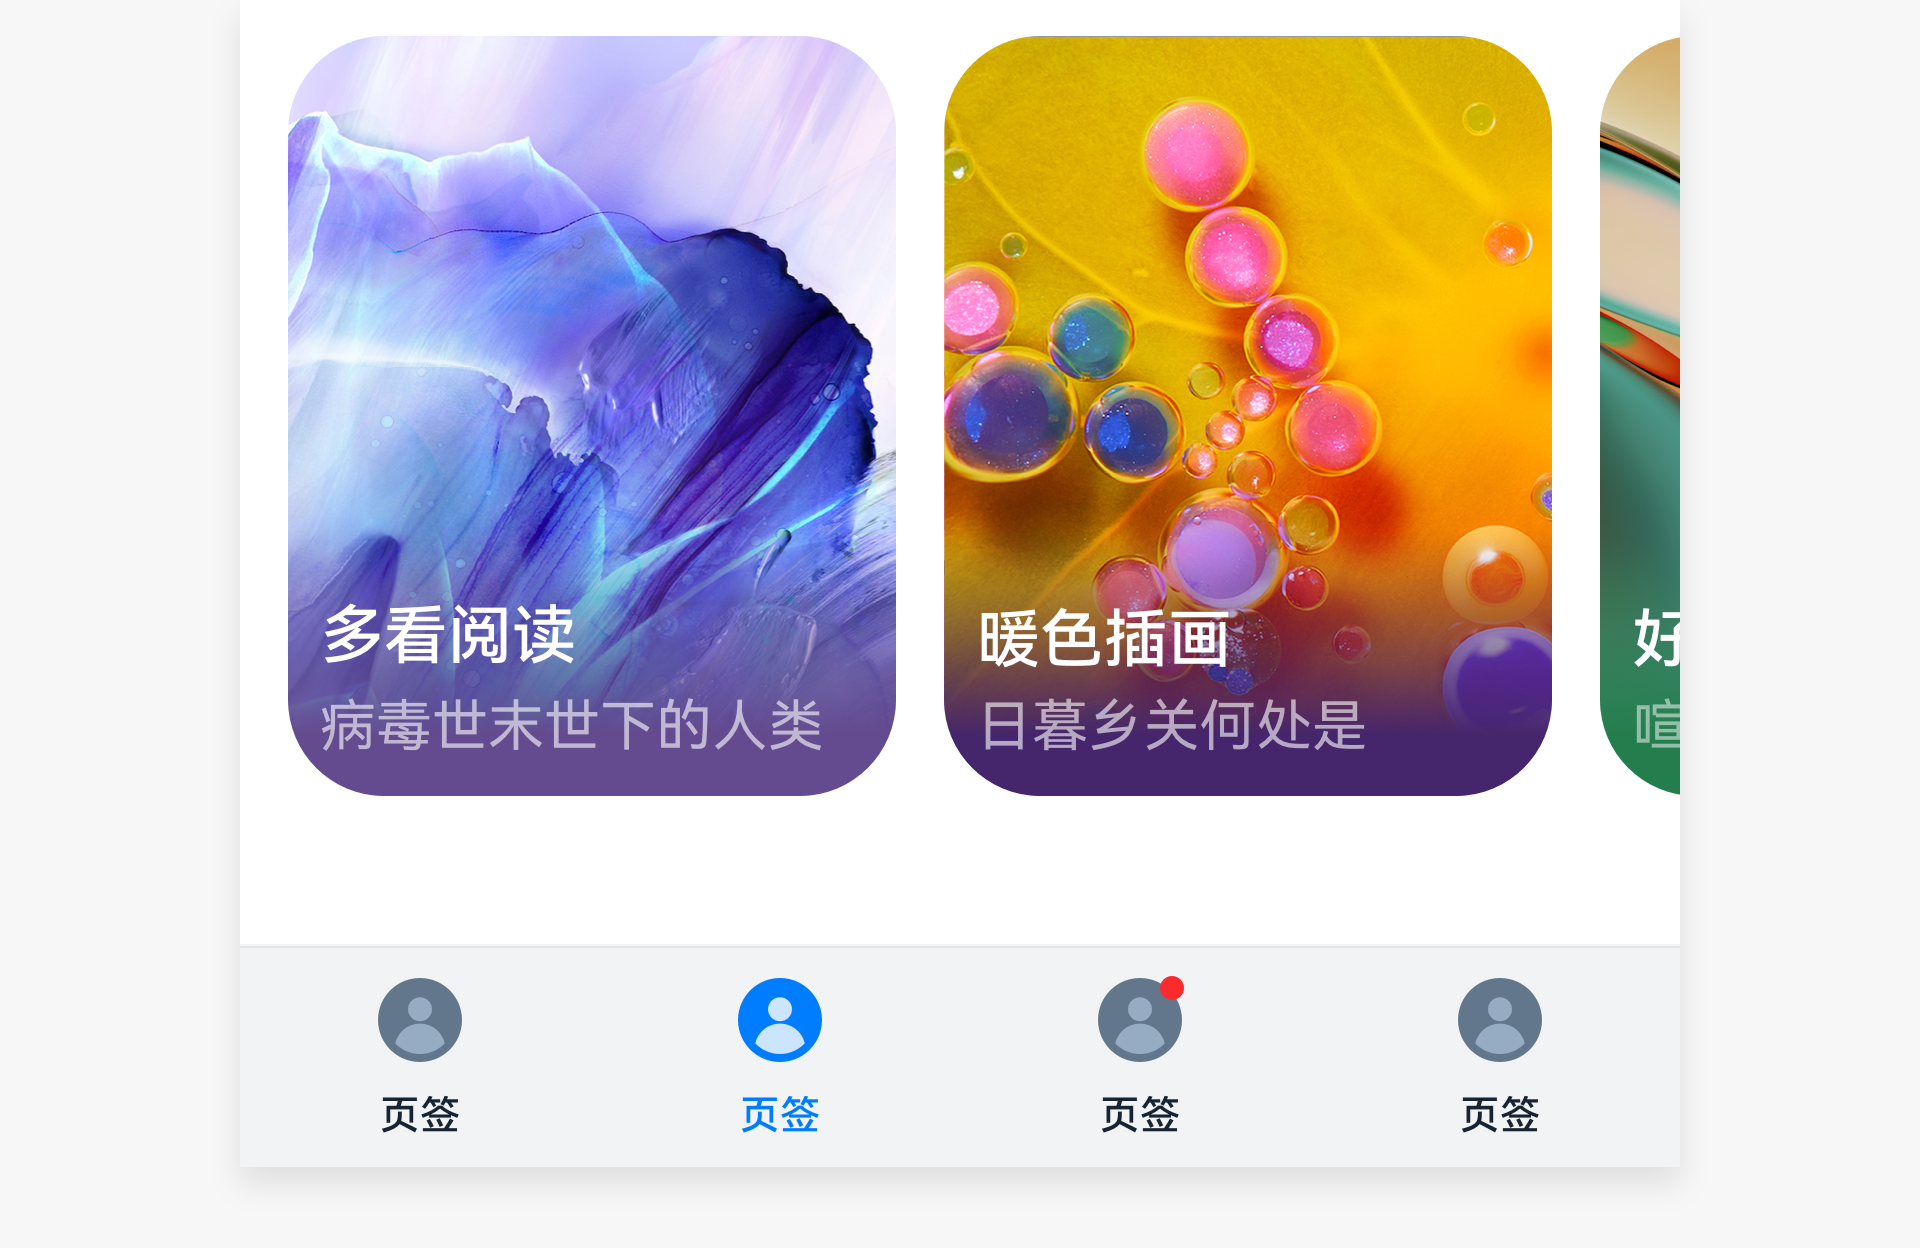 多看阅读
病毒世末世下的人类
暖色插画
日暮乡关何处是
好
喧
页签
页签
页签
页签